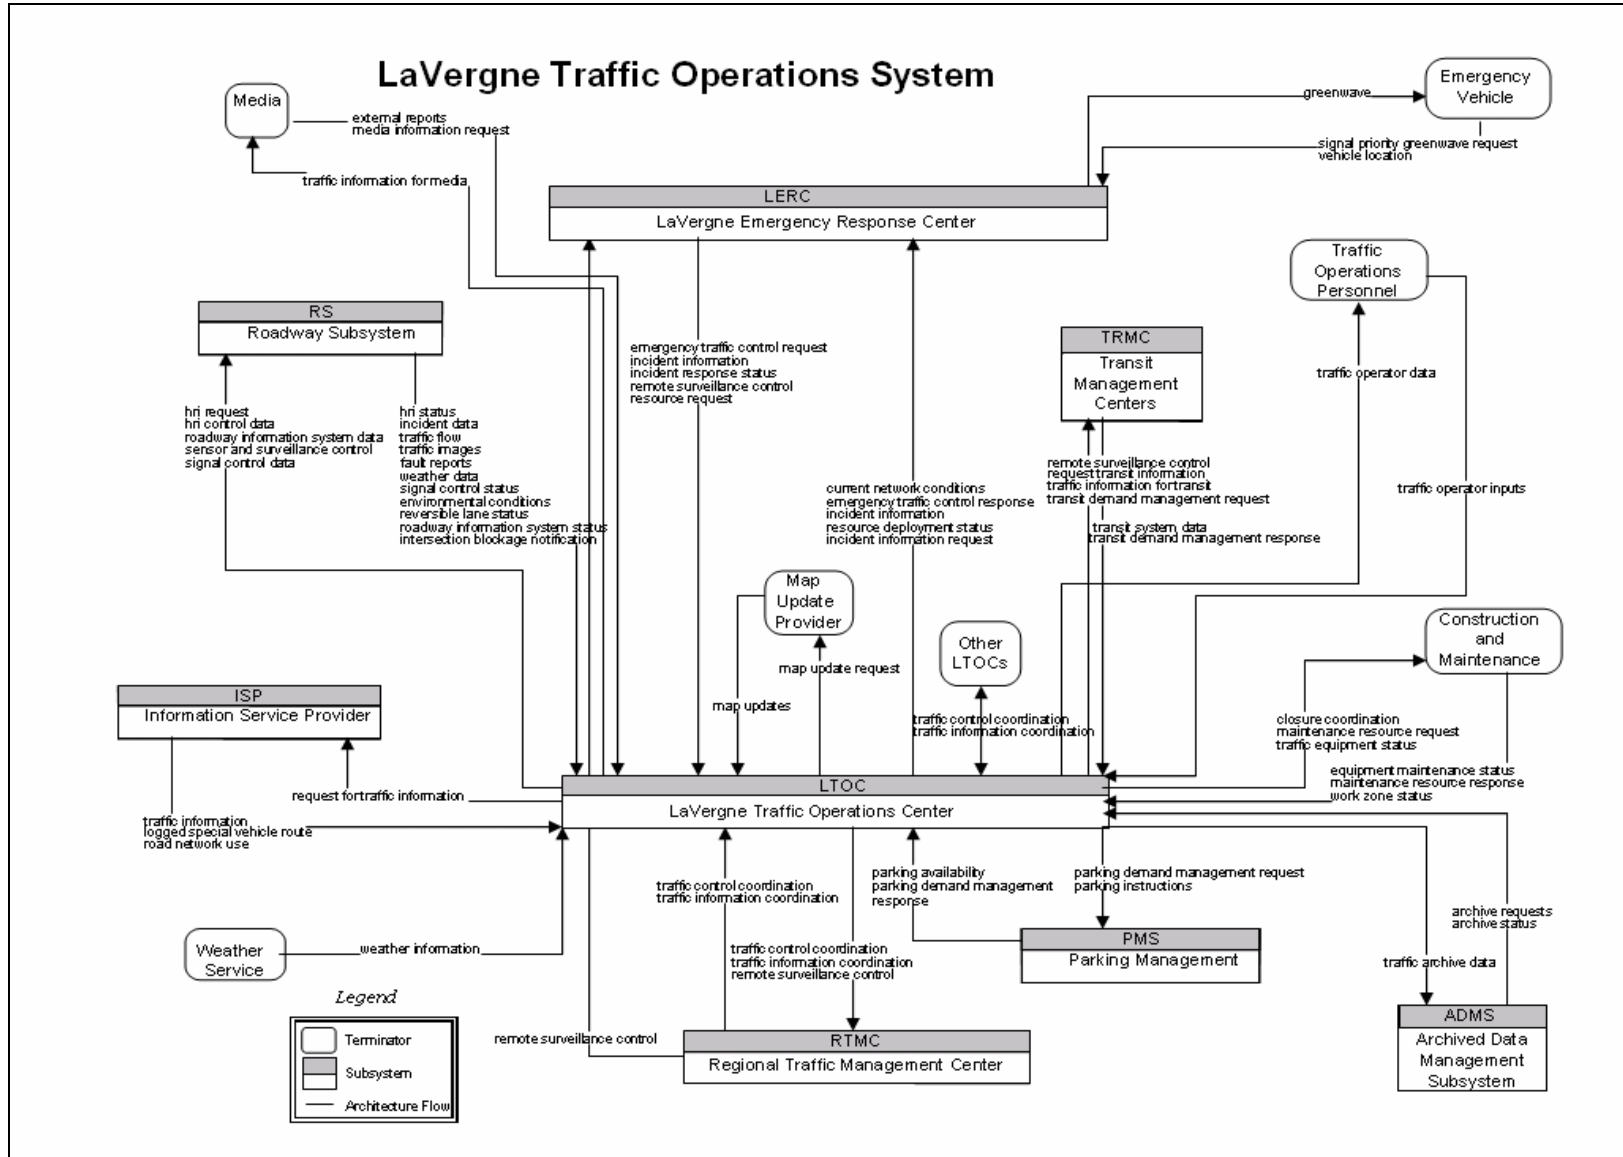 LaVergne Traffic Operations System
Media
external reports
media information request
traffic information for media
greenwave
Emergency
Vehicle
signal priority greenwave request
vehicle location
LERC
LaVergne Emergency Response Center
Traffic
Operations
Personnel
RS
Roadway Subsystem
TRMC
Transit
Management
Centers
emergency traffic control request
incident information
incident response status
remote surveillance control
resource request
traffic operator data
hri request
hri control data
roadway information system data
sensor and surveillance control
signal control data
hri status
incident data
traffic flow
traffic images
fault reports
weather data
signal control status
environmental conditions
reversible lane status
roadway information system status
intersection blockage notification
remote surveillance control
request transit information
traffic information for transit
transit demand management request
traffic operator inputs
current network conditions
emergency traffic control response
incident information
resource deployment status
incident information request
transit system data
transit demand management response
Map
Update
Provider
Other
LTOCs
Construction
and
Maintenance
map update request
map updates
traffic control coordination
traffic information coordination
ISP
Information Service Provider
closure coordination
maintenance resource request
traffic equipment status
equipment maintenance status
maintenance resource response
work zone status
request for traffic information
LTOC
LaVergne Traffic Operations Center
traffic information
logged special vehicle route
road network use
traffic control coordination
traffic information coordination
parking availability
parking demand management
response
parking demand management request
parking instructions
archive requests
archive status
Weather
Service
weather information
traffic control coordination
traffic information coordination
remote surveillance control
PMS
Parking Management
traffic archive data
Legend
Terminator
Subsystem
Architecture Flow
remote surveillance control
RTMC
Regional Traffic Management Center
ADMS
Archived Data
Management
Subsystem